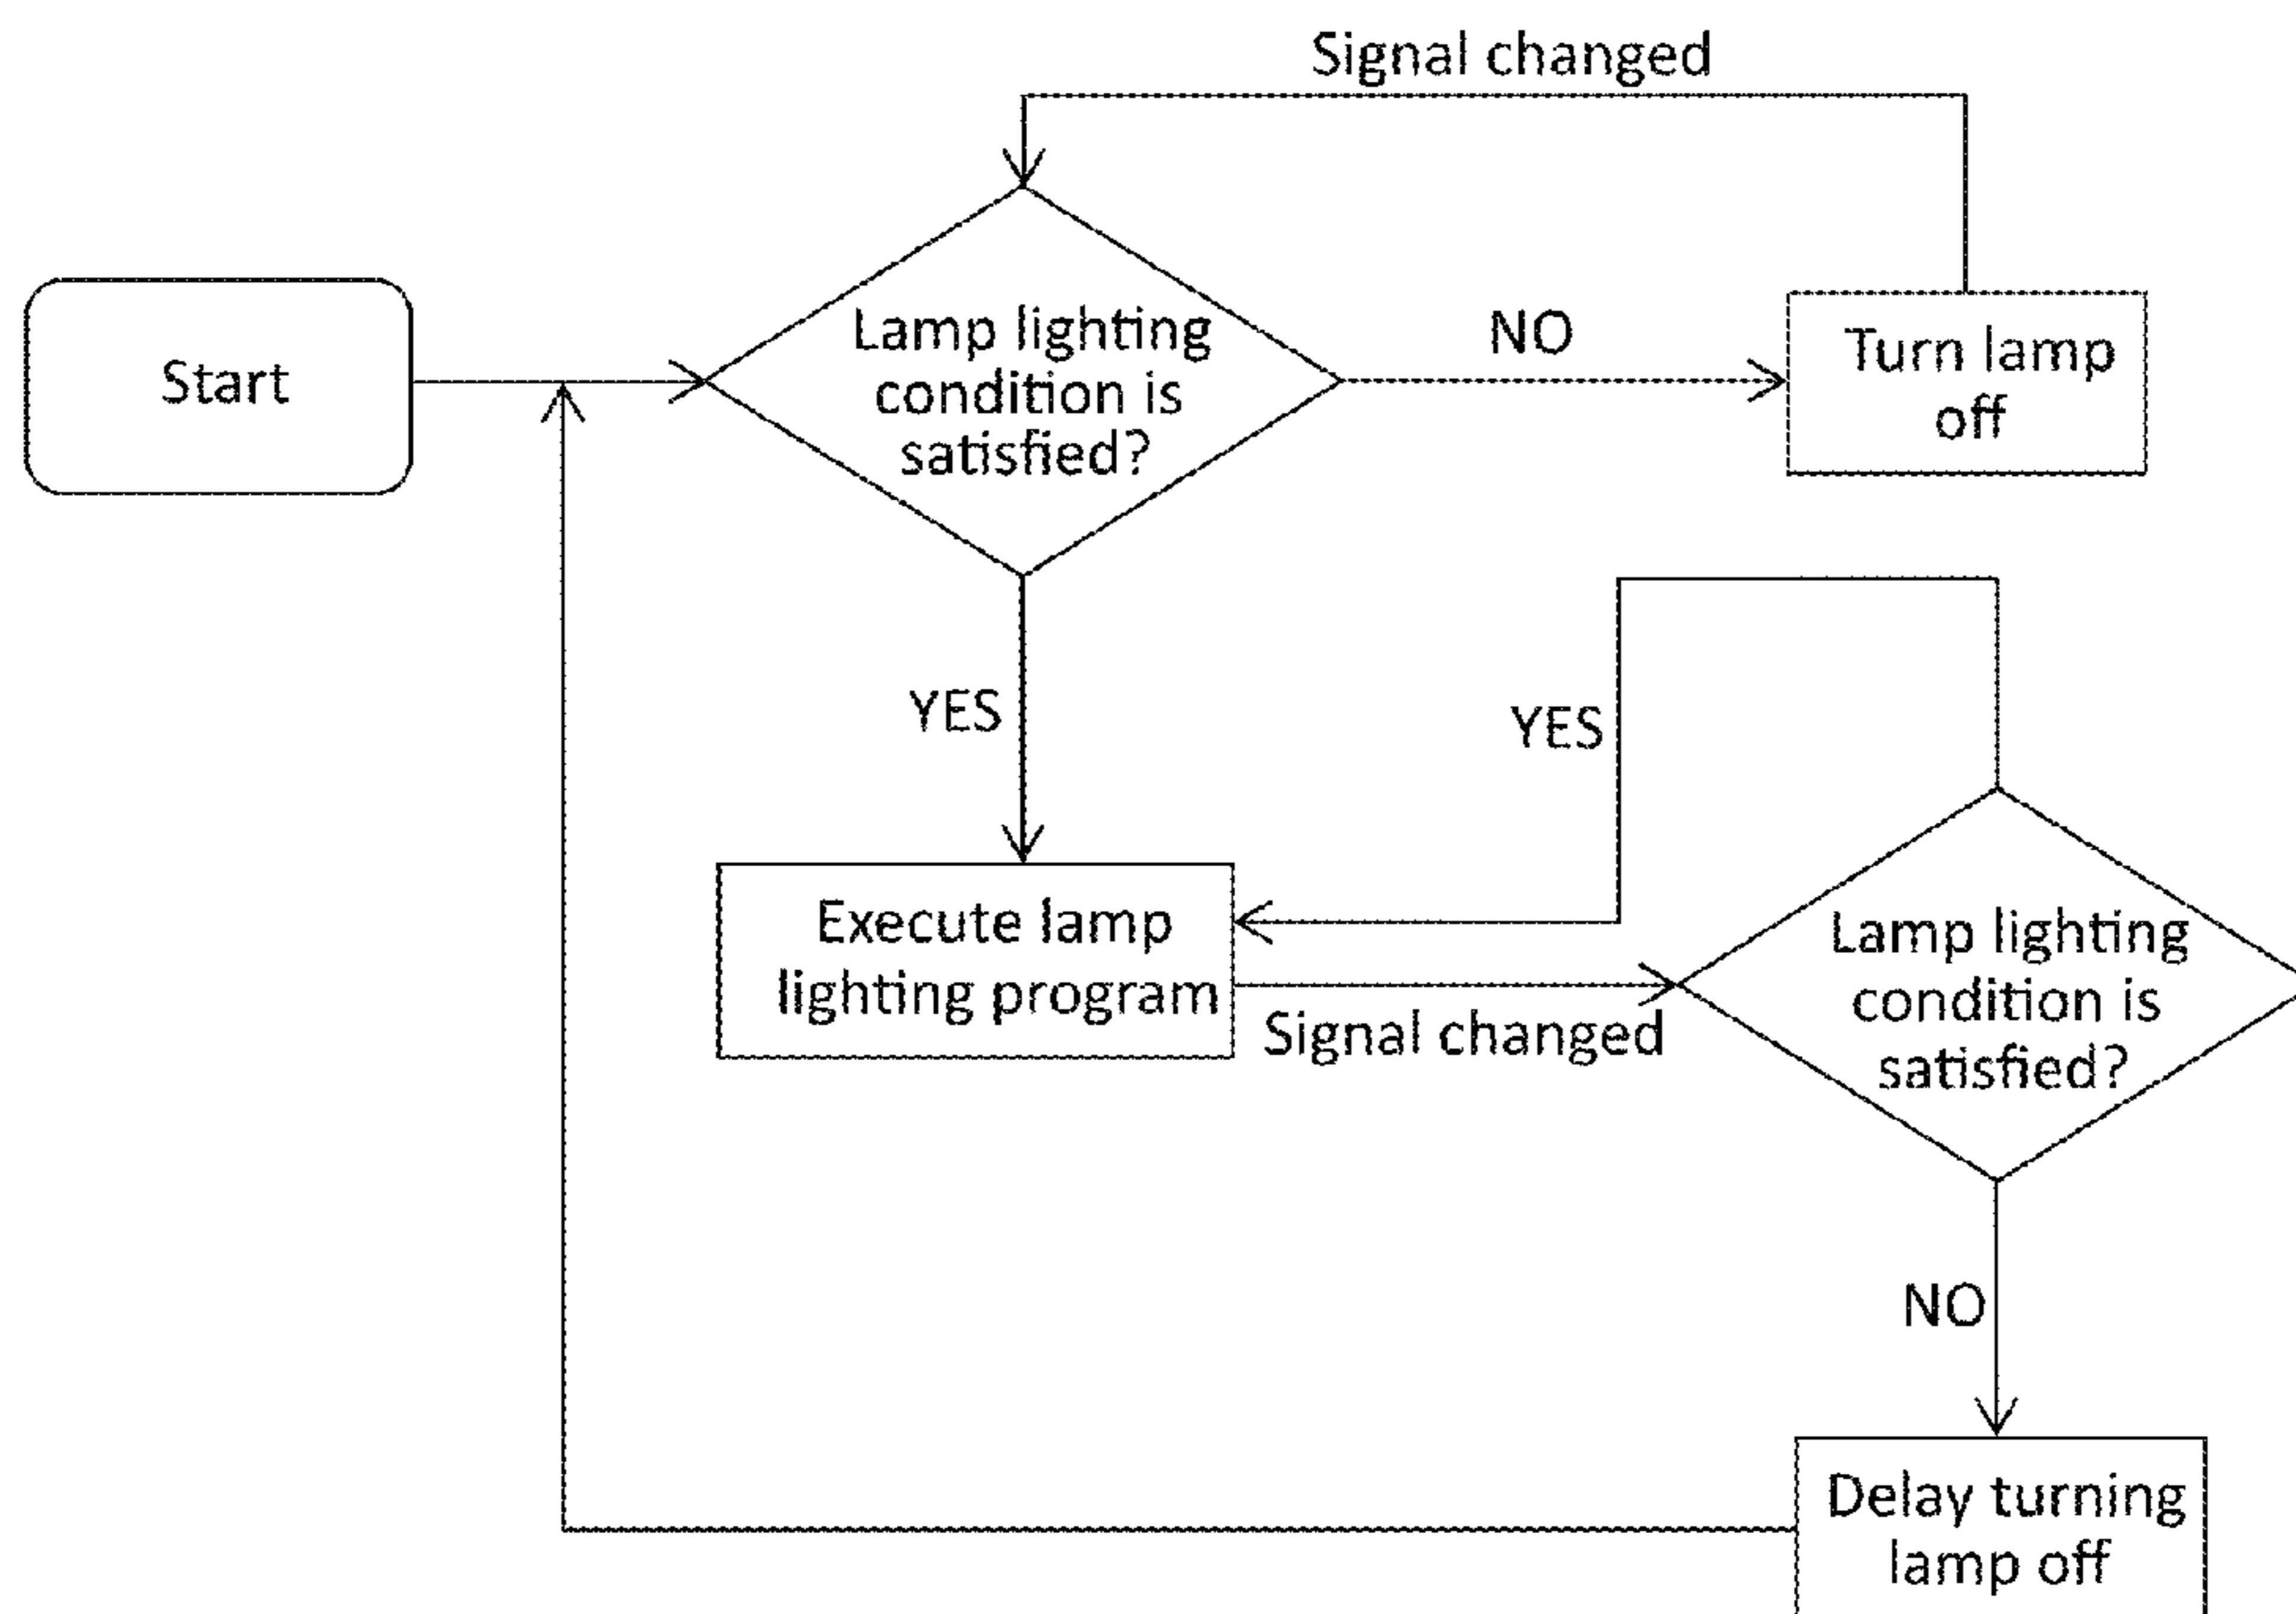 Signal changed
Start
Lamp lighting
condition is
satisfied?
NO
Turn lamp
off
YES
YES
Execute lamp
lighting program
Signal changed
Lamp lighting
condition is
satisfied?
NO
Delay turning
lamp off